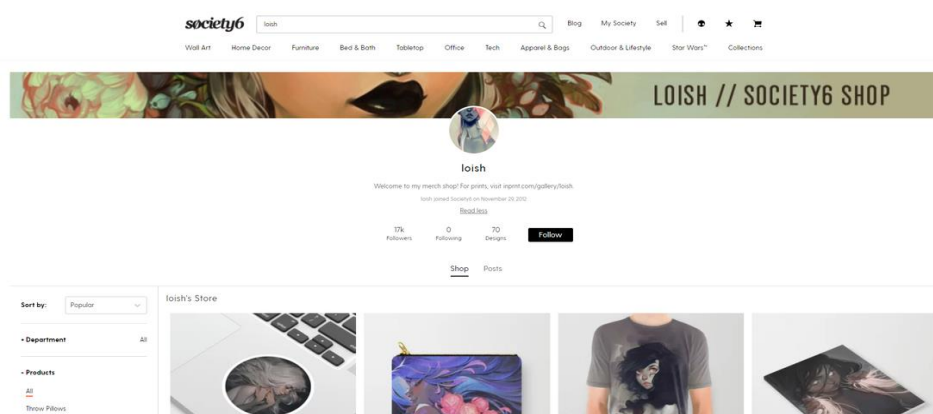 society6
loish
Blog My Society Sell
Wall Art Home Decor Furniture Bed & Bath Tabletop Office Tech Apparel & Bags Outdoor & Lifestyle Star Wars™ Collections
LOISH // SOCIETY6 SHOP
loish
Welcome to my merch shop! For prints, visit inprnt.com/gallery/loish.
loish joined Society6 on November 29, 2012
Read less
17k 0 70
Followers Following Designs
Follow
Shop Posts
Sort by: Popular
loish's Store
+ Department All
- Products
All
Throw Pillows